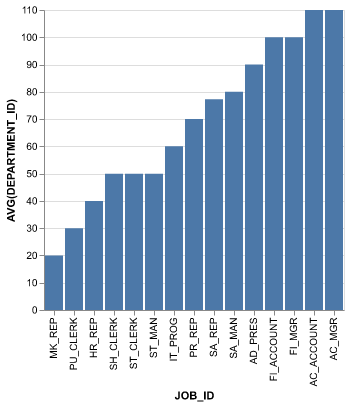 AVG(DEPARTMENT_ID)
110
100
90
80
70
60
50
40
30
20
10
0
MK_REP
PU_CLERK
HR_REP
SH_CLERK
ST_CLERK
ST_MAN
IT_PROG
PR_REP
SA_REP
SA_MAN
AD_PRES
FI_ACCOUNT
FI_MGR
AC_ACCOUNT
AC_MGR
JOB_ID